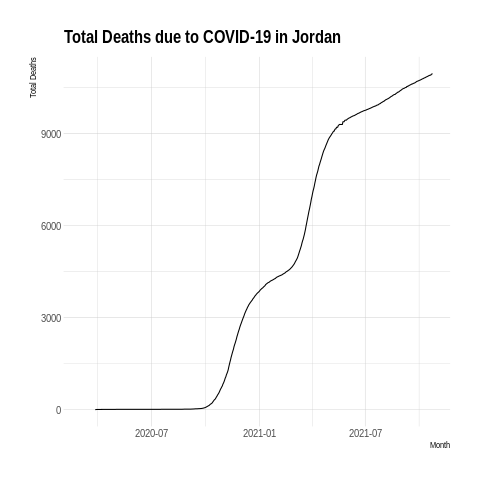 Total Deaths due to COVID-19 in Jordan
Total Deaths
9000
6000
3000
0
2020-07 2021-01 2021-07
Month